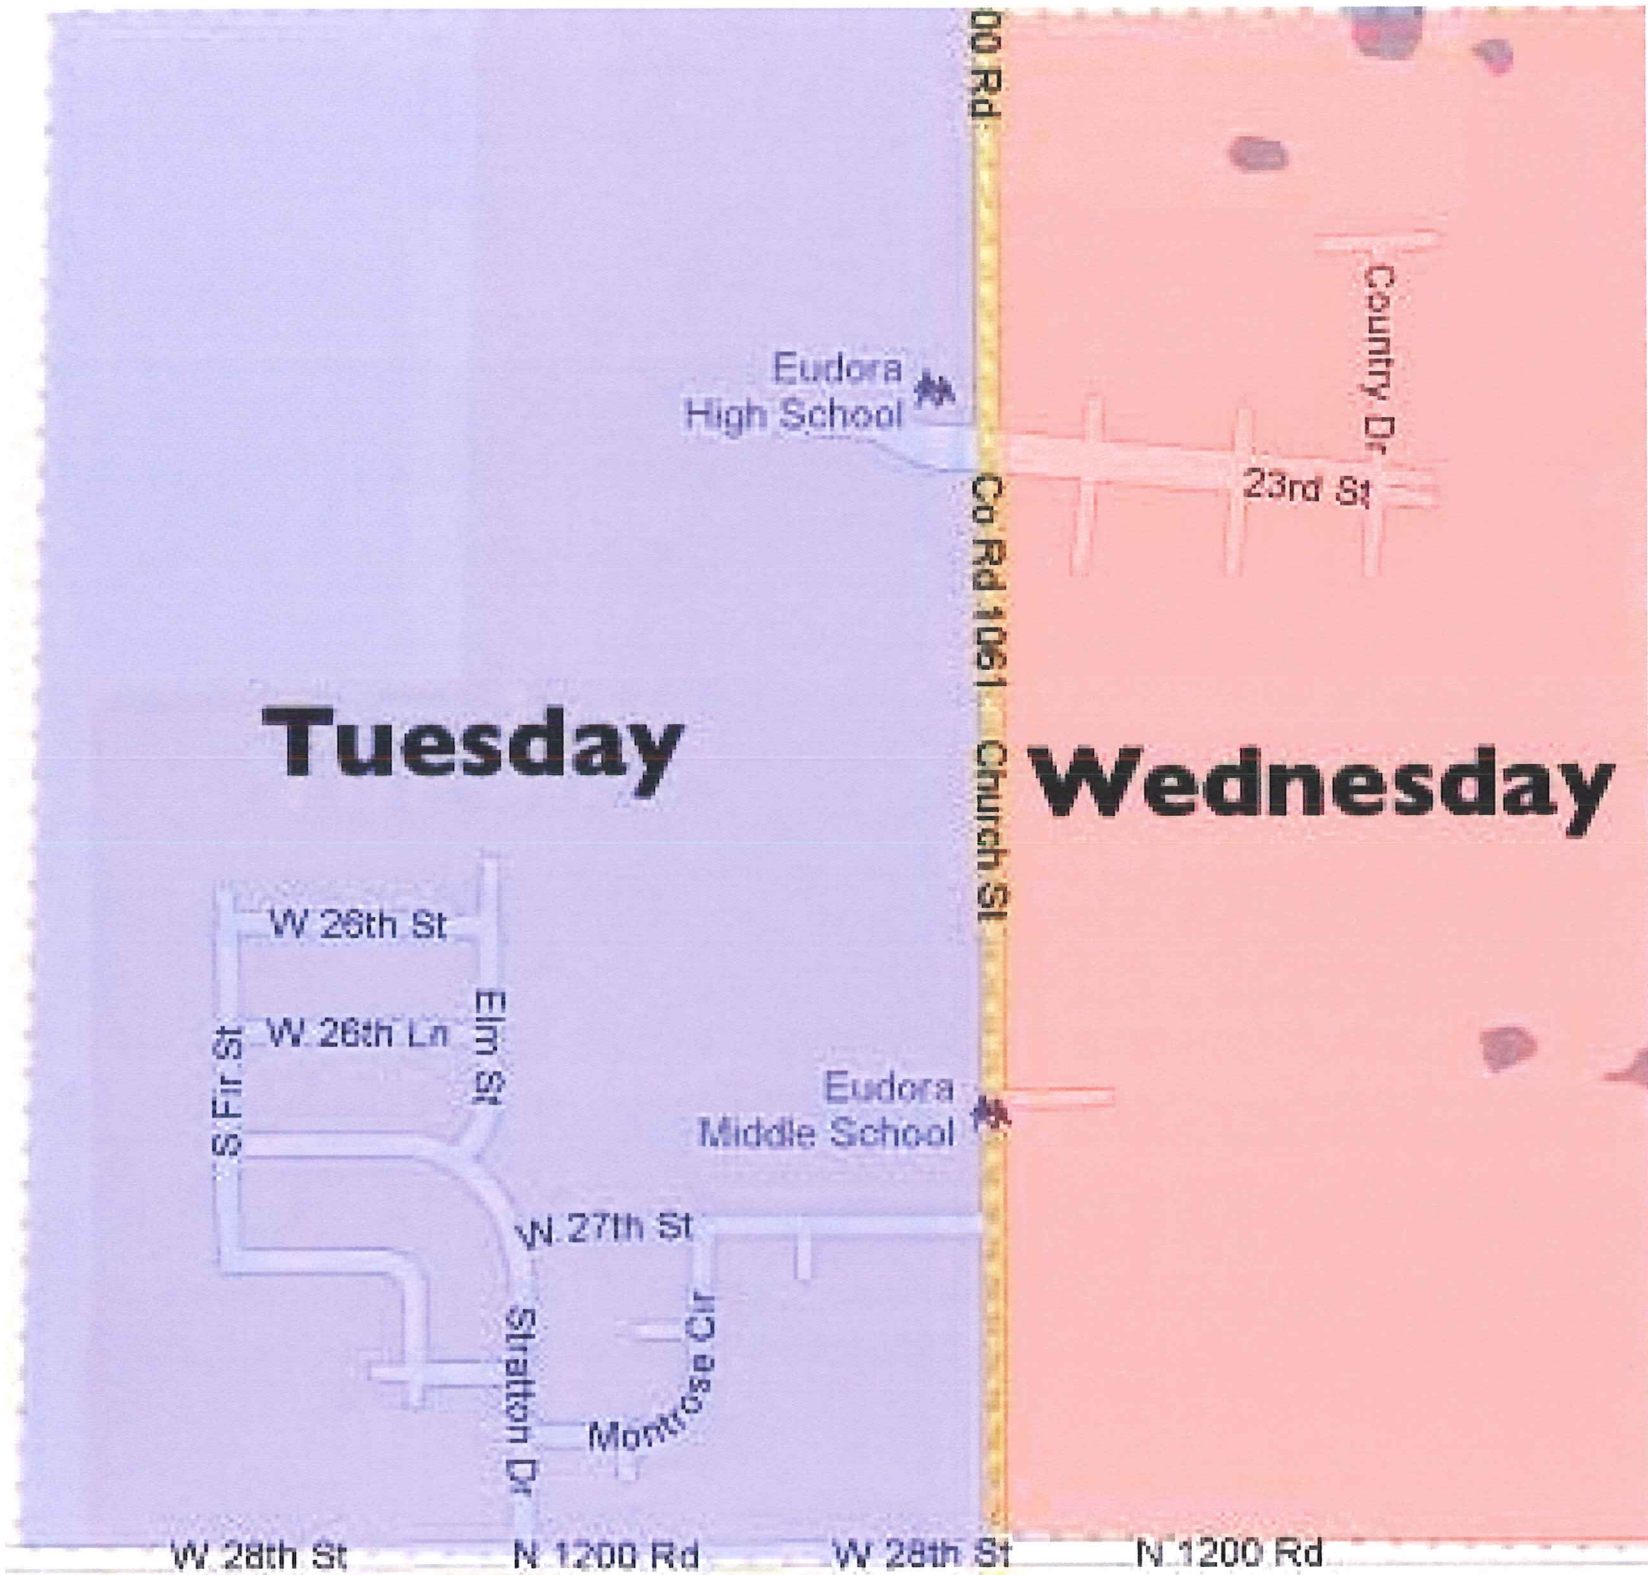 00 Rd
Country Dr
Eudora
High School
23rd St
Co Rd 1061
Church St
Tuesday
Wednesday
W 26th St
Elm St
W 26th Ln
S Fir St
Eudora
Middle School
W 27th St
Stratton Dr
Montrose Cir
W 28th St
N 1200 Rd
W 28th St
N 1200 Rd